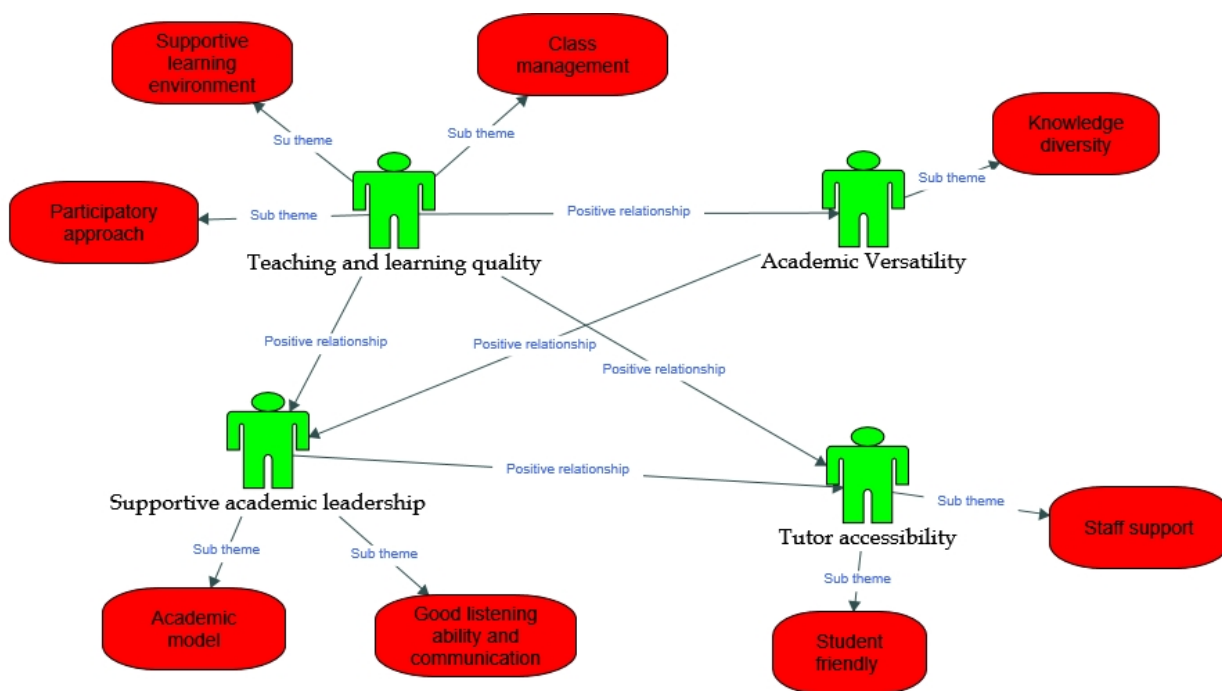 Supportive
learning
environment
Class
management
Su theme
Sub theme
Knowledge
diversity
Sub theme
Participatory
approach
Sub theme
Positive relationship
Teaching and learning quality
Academic Versatility
Positive relationship
Positive relationship
Positive relationship
Positive relationship
Supportive academic leadership
Tutor accessibility
Sub theme
Staff support
Sub theme
Sub theme
Sub theme
Academic
model
Good listening
ability and
communication
Student
friendly